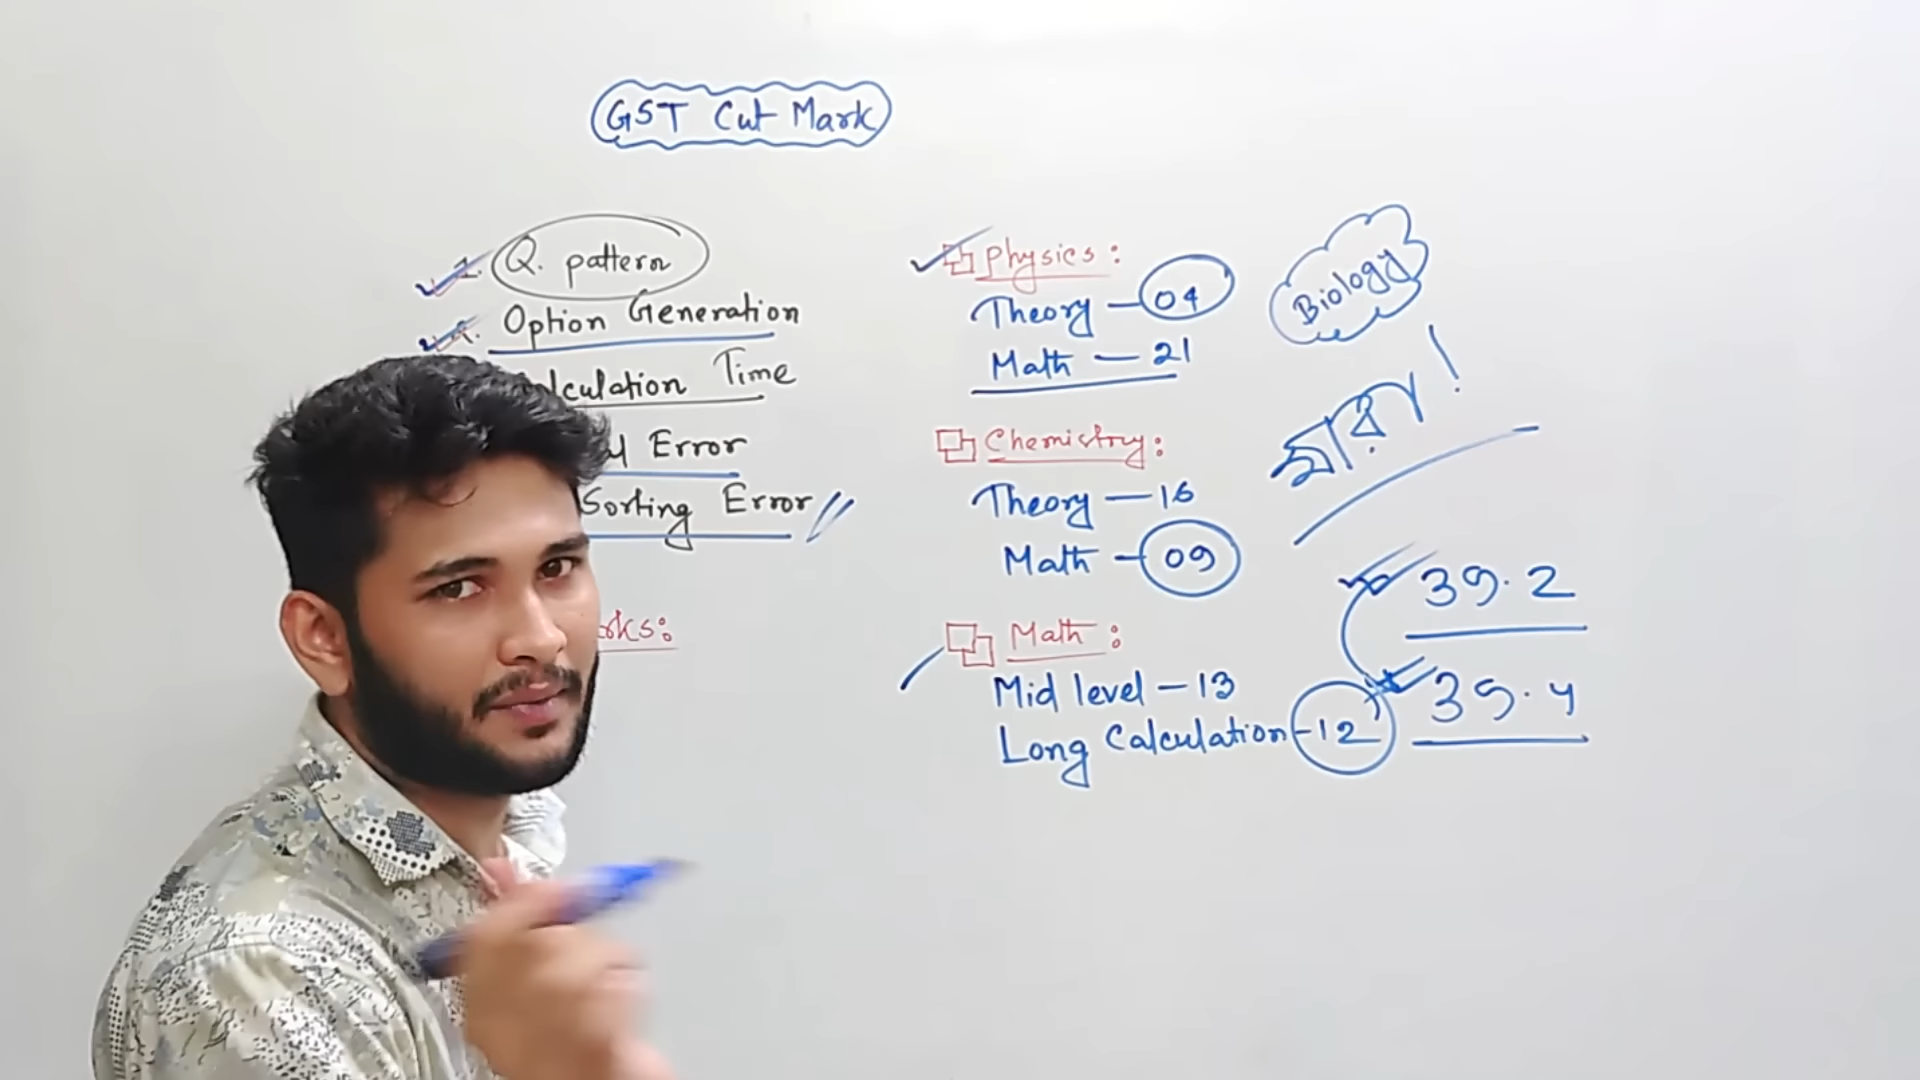 GST Cut Mark
Q. pattern
Option Generation
lculation Time
Error
Sorting Error
rks:
Physics:
Theory - 04
Math - 21
Chemistry:
Theory - 16
Math - 09
Math:
Mid level - 13
Long Calculation - 12
Biology
!
39.2
39.4